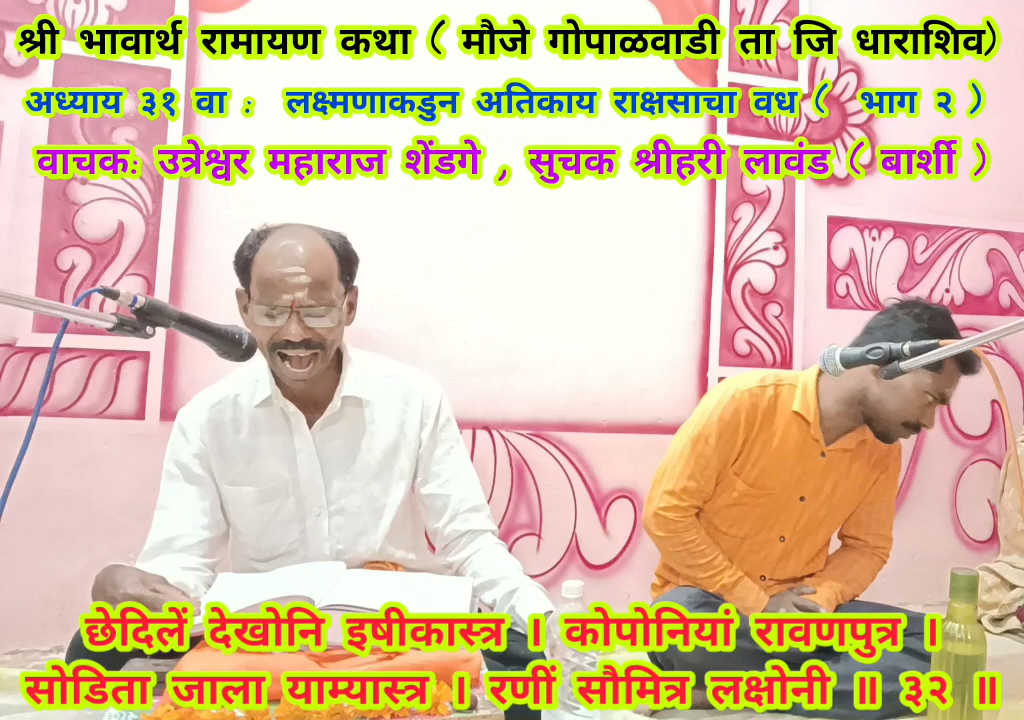 श्री भावार्थ रामायण कथा ( मौजे गोपाळवाडी ता जि धाराशिव)
अध्याय ३१ वा : लक्ष्मणाकडुन अतिकाय राक्षसाचा वध ( भाग २ )
वाचक: उत्रेश्वर महाराज शेंडगे , सुचक श्रीहरी लावंड ( बार्शी )
छेदिलें देखोनि इषीकास्त्र । कोपोनियां रावणपुत्र ।
सोडिता जाला याम्यास्त्र । रणीं सौमित्र लक्षोनी ॥ ३२ ॥